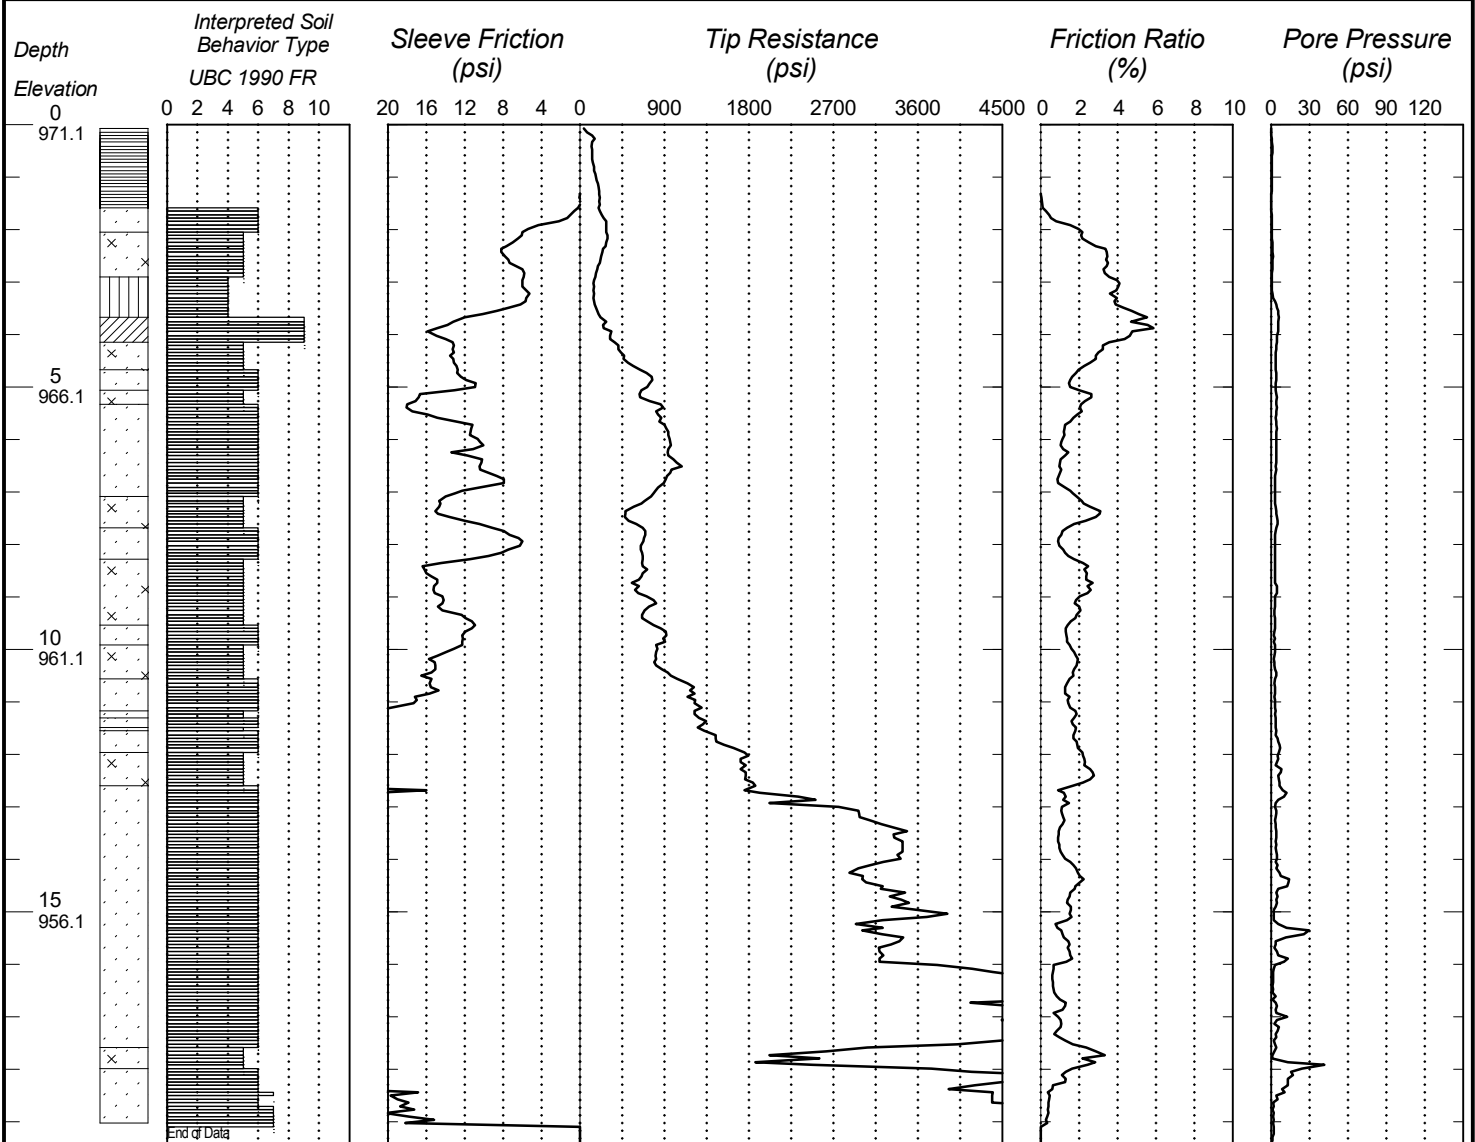 Interpreted Soil
Behavior Type
UBC 1990 FR
Depth
Elevation
Sleeve Friction
(psi)
Tip Resistance
(psi)
Friction Ratio
(%)
Pore Pressure
(psi)
0 2 4 6 8 10
20 16 12 8 4 0
900 1800 2700 3600 4500
0 2 4 6 8 10
0 30 60 90 120
0
971.1
5
966.1
10
961.1
15
956.1
End of Data